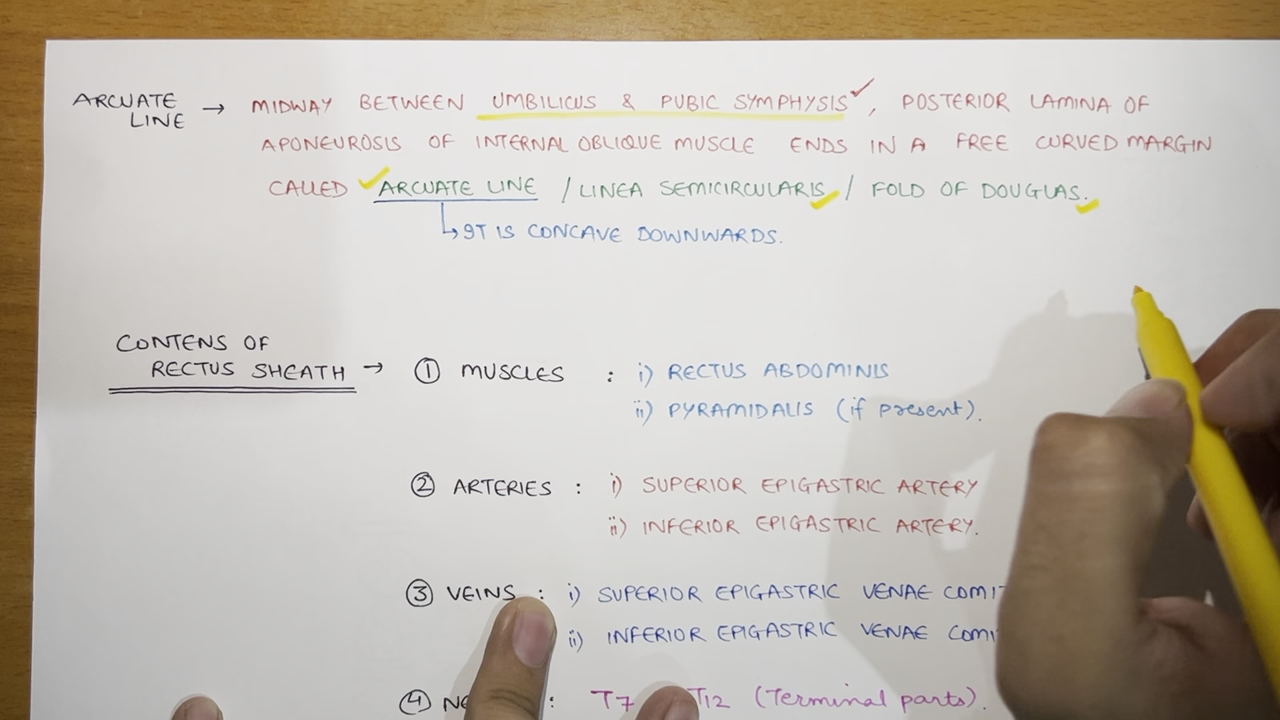 ARCUATE LINE → MIDWAY BETWEEN UMBILICUS & PUBIC SYMPHYSIS, POSTERIOR LAMINA OF
APONEUROSIS OF INTERNAL OBLIQUE MUSCLE ENDS IN A FREE CURVED MARGIN
CALLED ARCUATE LINE / LINEA SEMICIRCULARIS / FOLD OF DOUGLAS.
↳ IT IS CONCAVE DOWNWARDS.
CONTENS OF
RECTUS SHEATH → ① MUSCLES : i) RECTUS ABDOMINIS
ii) PYRAMIDALIS (if present).
② ARTERIES : i) SUPERIOR EPIGASTRIC ARTERY
ii) INFERIOR EPIGASTRIC ARTERY.
③ VEINS : i) SUPERIOR EPIGASTRIC VENAE
ii) INFERIOR EPIGASTRIC VENAE
④ : T7 T12 (Terminal parts).